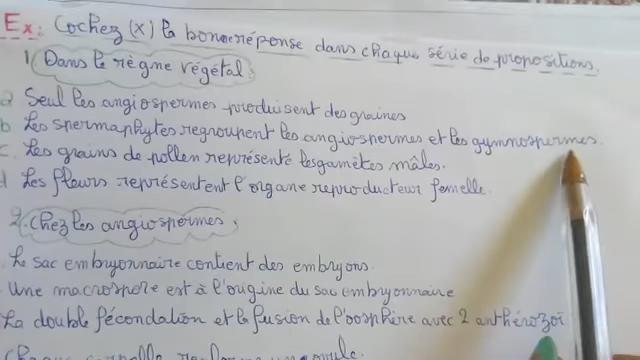 Ex: Cochez (x) la bonne réponse dans chaque série de propositions.
1) Dans le règne végétal:
a Seul les angiospermes produisent des graines
b Les spermaphytes regroupent les angiospermes et les gymnospermes.
c. Les grains de pollen représenté les gamètes mâles.
d Les fleurs représentent l'organe reproducteur femelle.
2. Chez les angiospermes,
. Le sac embryonnaire contient des embryons.
. Une macrospore est à l'origine du sac embryonnaire
. La double fécondation et la fusion de l'oosphère avec 2 anthérozoï